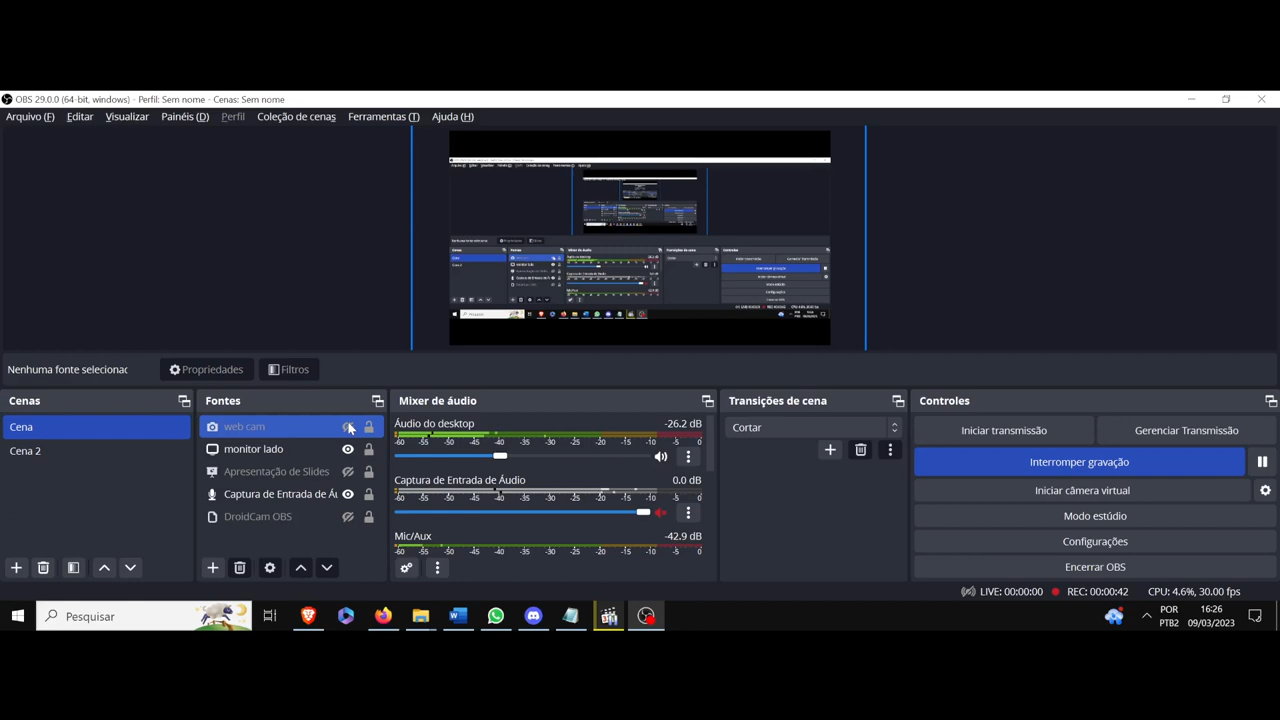 OBS 29.0.0 (64-bit, windows) - Perfil: Sem nome - Cenas: Sem nome
Arquivo (F) Editar Visualizar Painéis (D) Perfil Coleção de cenas Ferramentas (T) Ajuda (H)
Nenhuma fonte selecionac Propriedades Filtros
Cenas
Cena
Cena 2
Fontes
web cam
monitor lado
Apresentação de Slides
Captura de Entrada de Áu
DroidCam OBS
Mixer de áudio
Áudio do desktop -26.2 dB
-60 -55 -50 -45 -40 -35 -30 -25 -20 -15 -10 -5 0
Captura de Entrada de Áudio 0.0 dB
-60 -55 -50 -45 -40 -35 -30 -25 -20 -15 -10 -5 0
Mic/Aux -42.9 dB
-60 -55 -50 -45 -40 -35 -30 -25 -20 -15 -10 -5 0
Transições de cena
Cortar
Controles
Iniciar transmissão Gerenciar Transmissão
Interromper gravação
Iniciar câmera virtual
Modo estúdio
Configurações
Encerrar OBS
LIVE: 00:00:00 REC: 00:00:42 CPU: 4.6%, 30.00 fps
Pesquisar
POR
PTB2
16:26
09/03/2023